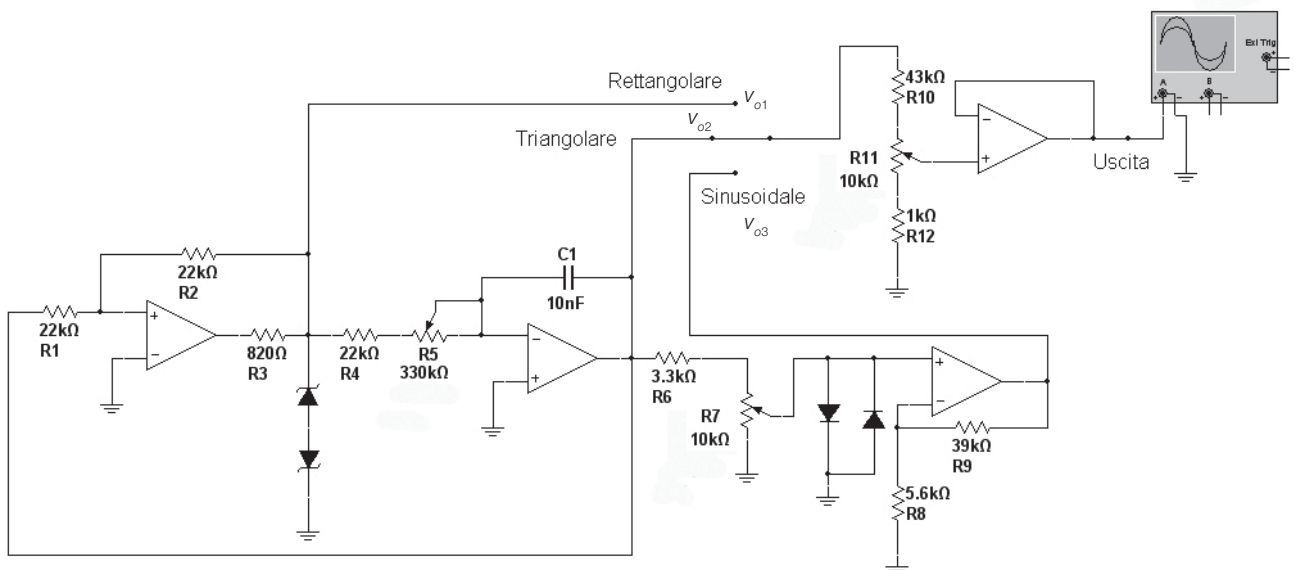 Ext Trig
+
−
A
B
+ − + −
Rettangolare
Vo1
43kΩ
R10
Vo2
Triangolare
−
+
R11
10kΩ
Uscita
Sinusoidale
Vo3
1kΩ
R12
C1
10nF
22kΩ
R2
22kΩ
R1
+
−
820Ω
R3
22kΩ
R4
R5
330kΩ
−
+
3.3kΩ
R6
R7
10kΩ
+
−
39kΩ
R9
5.6kΩ
R8